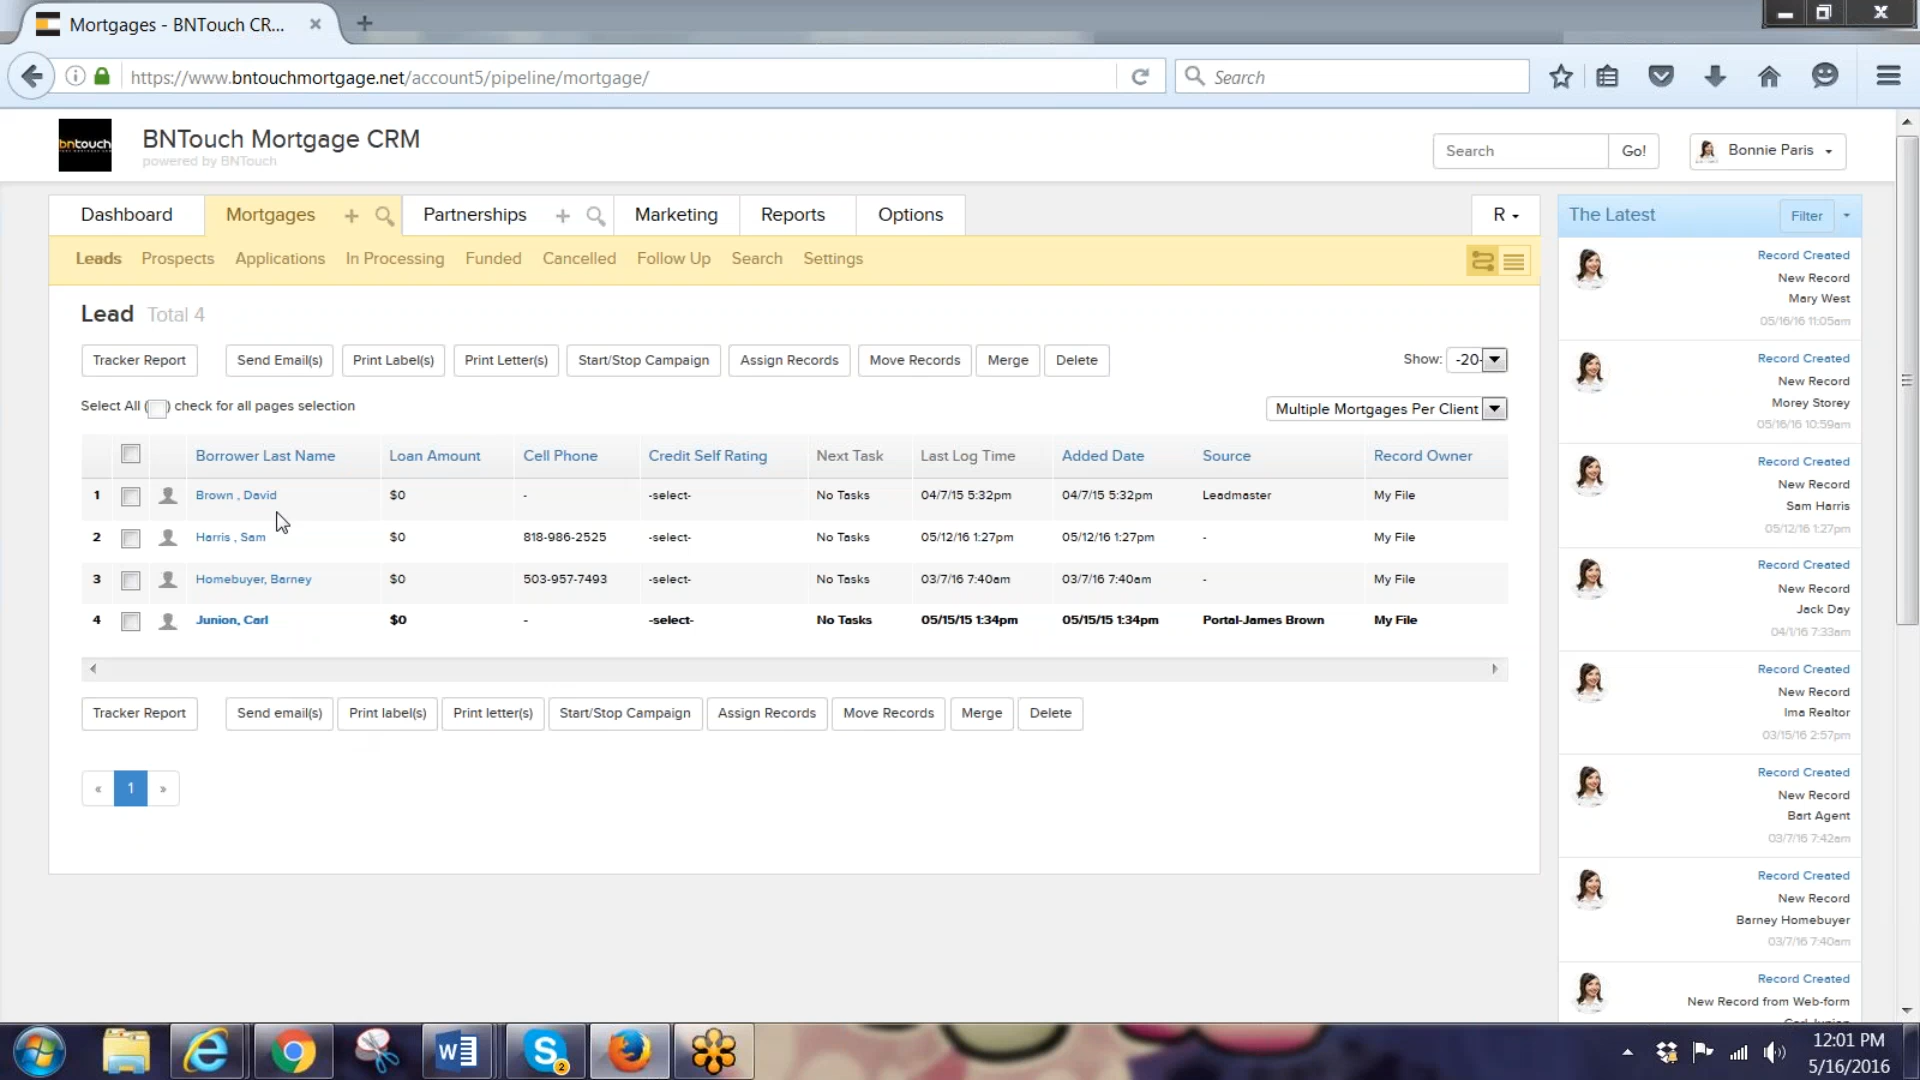 Mortgages - BNTouch CR...
https://www.bntouchmortgage.net/account5/pipeline/mortgage/
Search
bntouch
BNTouch Mortgage CRM
powered by BNTouch
Search
Go!
Bonnie Paris
Dashboard
Mortgages
Partnerships
Marketing
Reports
Options
R
Leads
Prospects
Applications
In Processing
Funded
Cancelled
Follow Up
Search
Settings
Lead Total 4
Tracker Report
Send Email(s)
Print Label(s)
Print Letter(s)
Start/Stop Campaign
Assign Records
Move Records
Merge
Delete
Show: -20-
Select All ( ) check for all pages selection
Multiple Mortgages Per Client
Borrower Last Name Loan Amount Cell Phone Credit Self Rating Next Task Last Log Time Added Date Source Record Owner
1 Brown , David $0 - -select- No Tasks 04/7/15 5:32pm 04/7/15 5:32pm Leadmaster My File
2 Harris , Sam $0 818-986-2525 -select- No Tasks 05/12/16 1:27pm 05/12/16 1:27pm - My File
3 Homebuyer, Barney $0 503-957-7493 -select- No Tasks 03/7/16 7:40am 03/7/16 7:40am - My File
4 Junion, Carl $0 - -select- No Tasks 05/15/15 1:34pm 05/15/15 1:34pm Portal-James Brown My File
Tracker Report
Send email(s)
Print label(s)
Print letter(s)
Start/Stop Campaign
Assign Records
Move Records
Merge
Delete
« 1 »
The Latest
Filter
Record Created
New Record
Mary West
05/16/16 11:05am
Record Created
New Record
Morey Storey
05/16/16 10:59am
Record Created
New Record
Sam Harris
05/12/16 1:27pm
Record Created
New Record
Jack Day
04/1/16 7:33am
Record Created
New Record
Ima Realtor
03/15/16 2:57pm
Record Created
New Record
Bart Agent
03/7/16 7:42am
Record Created
New Record
Barney Homebuyer
03/7/16 7:40am
Record Created
New Record from Web-form
Carl Junion
2
12:01 PM
5/16/2016